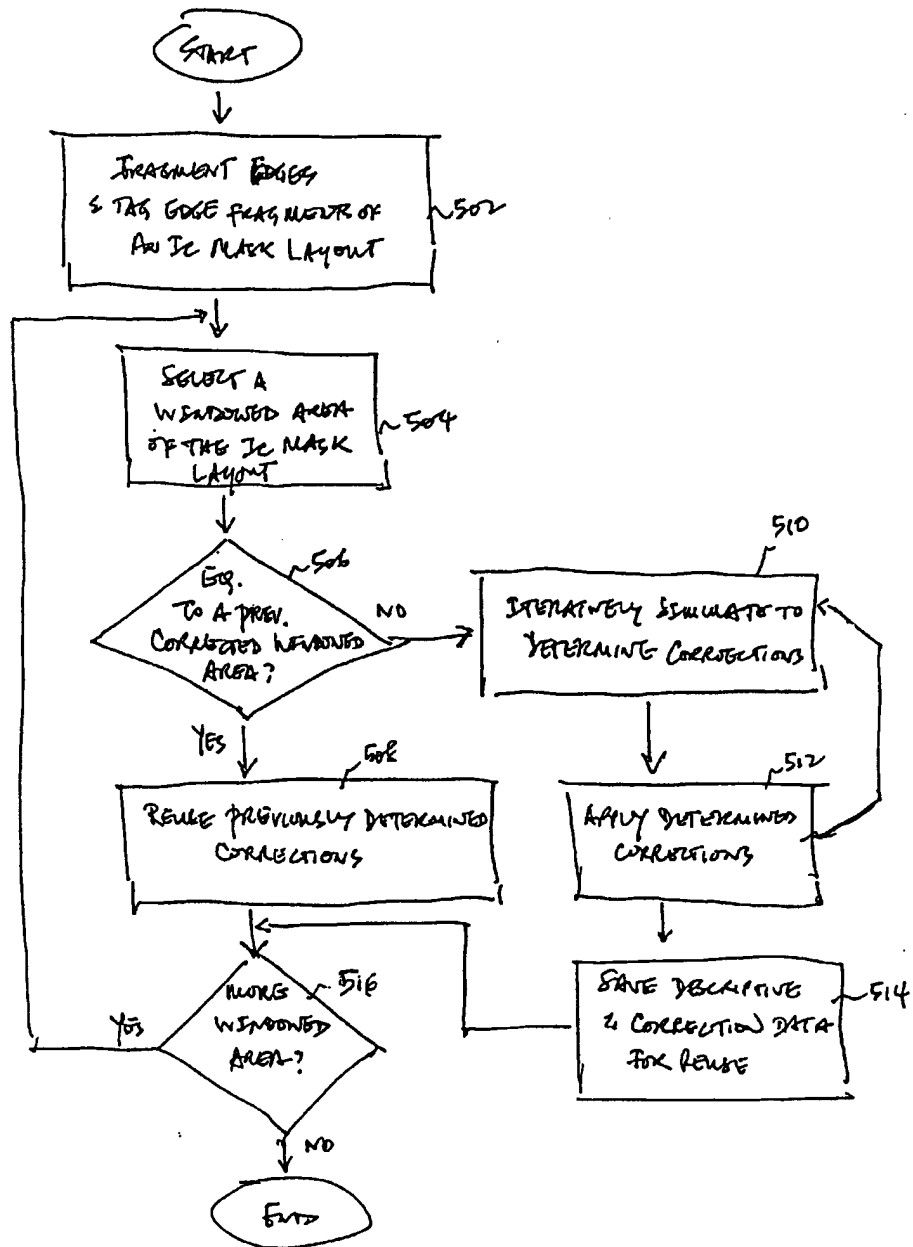 START
FRAGMENT EDGES
& TAG EDGE FRAGMENTS OF
AN IC MASK LAYOUT
502
SELECT A
WINDOWED AREA
OF THE IC MASK
LAYOUT
504
EQ.
TO A PREV.
CORRECTED WINDOWED
AREA?
506
NO
510
ITERATIVELY SIMULATE TO
DETERMINE CORRECTIONS
YES
508
REUSE PREVIOUSLY DETERMINED
CORRECTIONS
512
APPLY DETERMINED
CORRECTIONS
MORE
WINDOWED
AREA?
516
YES
SAVE DESCRIPTIVE
& CORRECTION DATA
FOR REUSE
514
NO
END